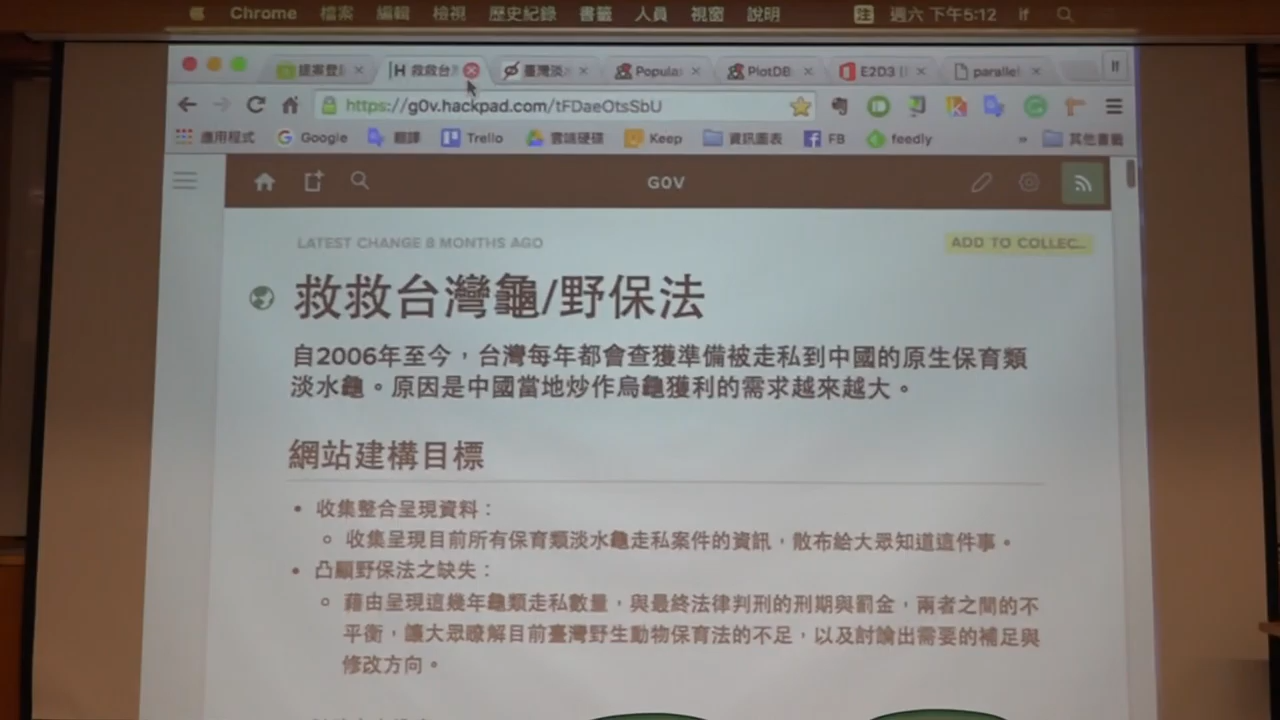 Chrome 檔案 編輯 檢視 歷史紀錄 書籤 人員 視窗 說明 注 週六 下午5:12 lf
提案登 H 救救台 臺灣淡 Popula PlotDB E2D3 | parallel lf
https://g0v.hackpad.com/tFDaeOtsSbU
應用程式 Google 翻譯 Trello 雲端硬碟 Keep 資訊圖表 FB feedly » 其他書籤
G0V
LATEST CHANGE 8 MONTHS AGO
ADD TO COLLEC...
救救台灣龜/野保法
自2006年至今，台灣每年都會查獲準備被走私到中國的原生保育類
淡水龜。原因是中國當地炒作烏龜獲利的需求越來越大。
網站建構目標
• 收集整合呈現資料：
○ 收集呈現目前所有保育類淡水龜走私案件的資訊，散布給大眾知道這件事。
• 凸顯野保法之缺失：
○ 藉由呈現這幾年龜類走私數量，與最終法律判刑的刑期與罰金，兩者之間的不
平衡，讓大眾瞭解目前臺灣野生動物保育法的不足，以及討論出需要的補足與
修改方向。